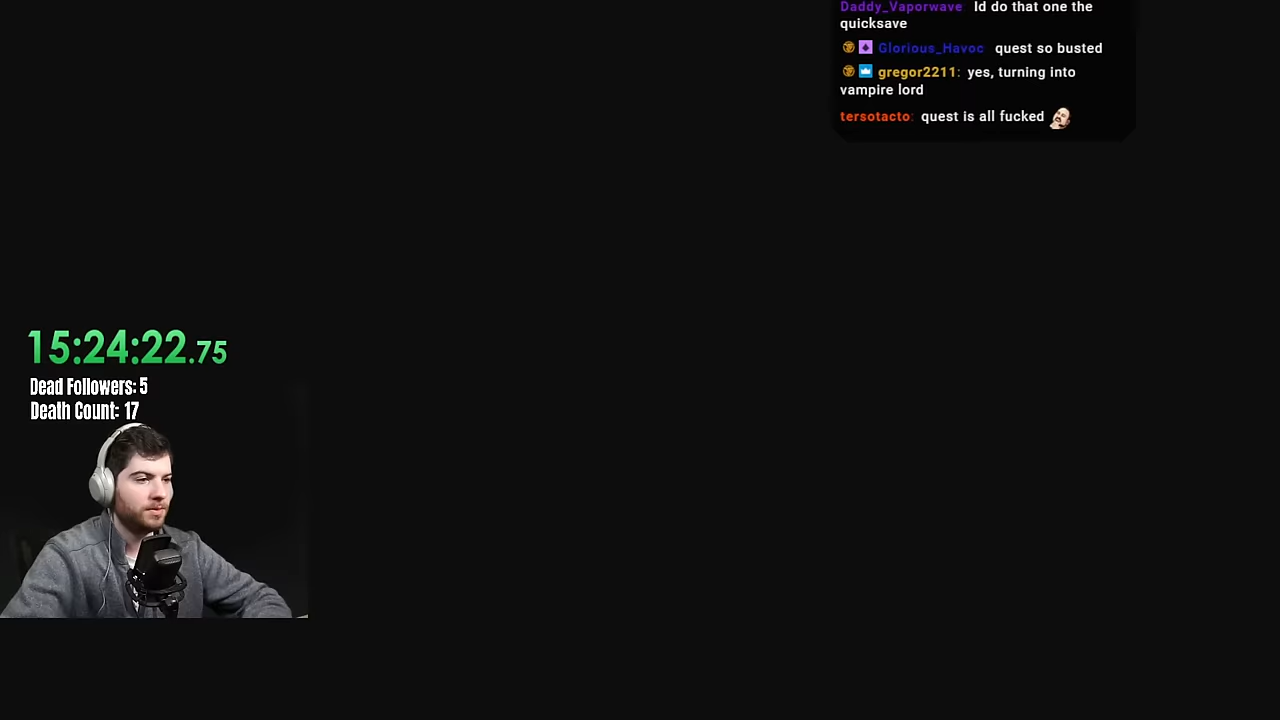 Daddy_Vaporwave Id do that one the
quicksave
Glorious_Havoc quest so busted
gregor2211: yes, turning into
vampire lord
tersotacto: quest is all fucked
15:24:22.75
Dead Followers: 5
Death Count: 17